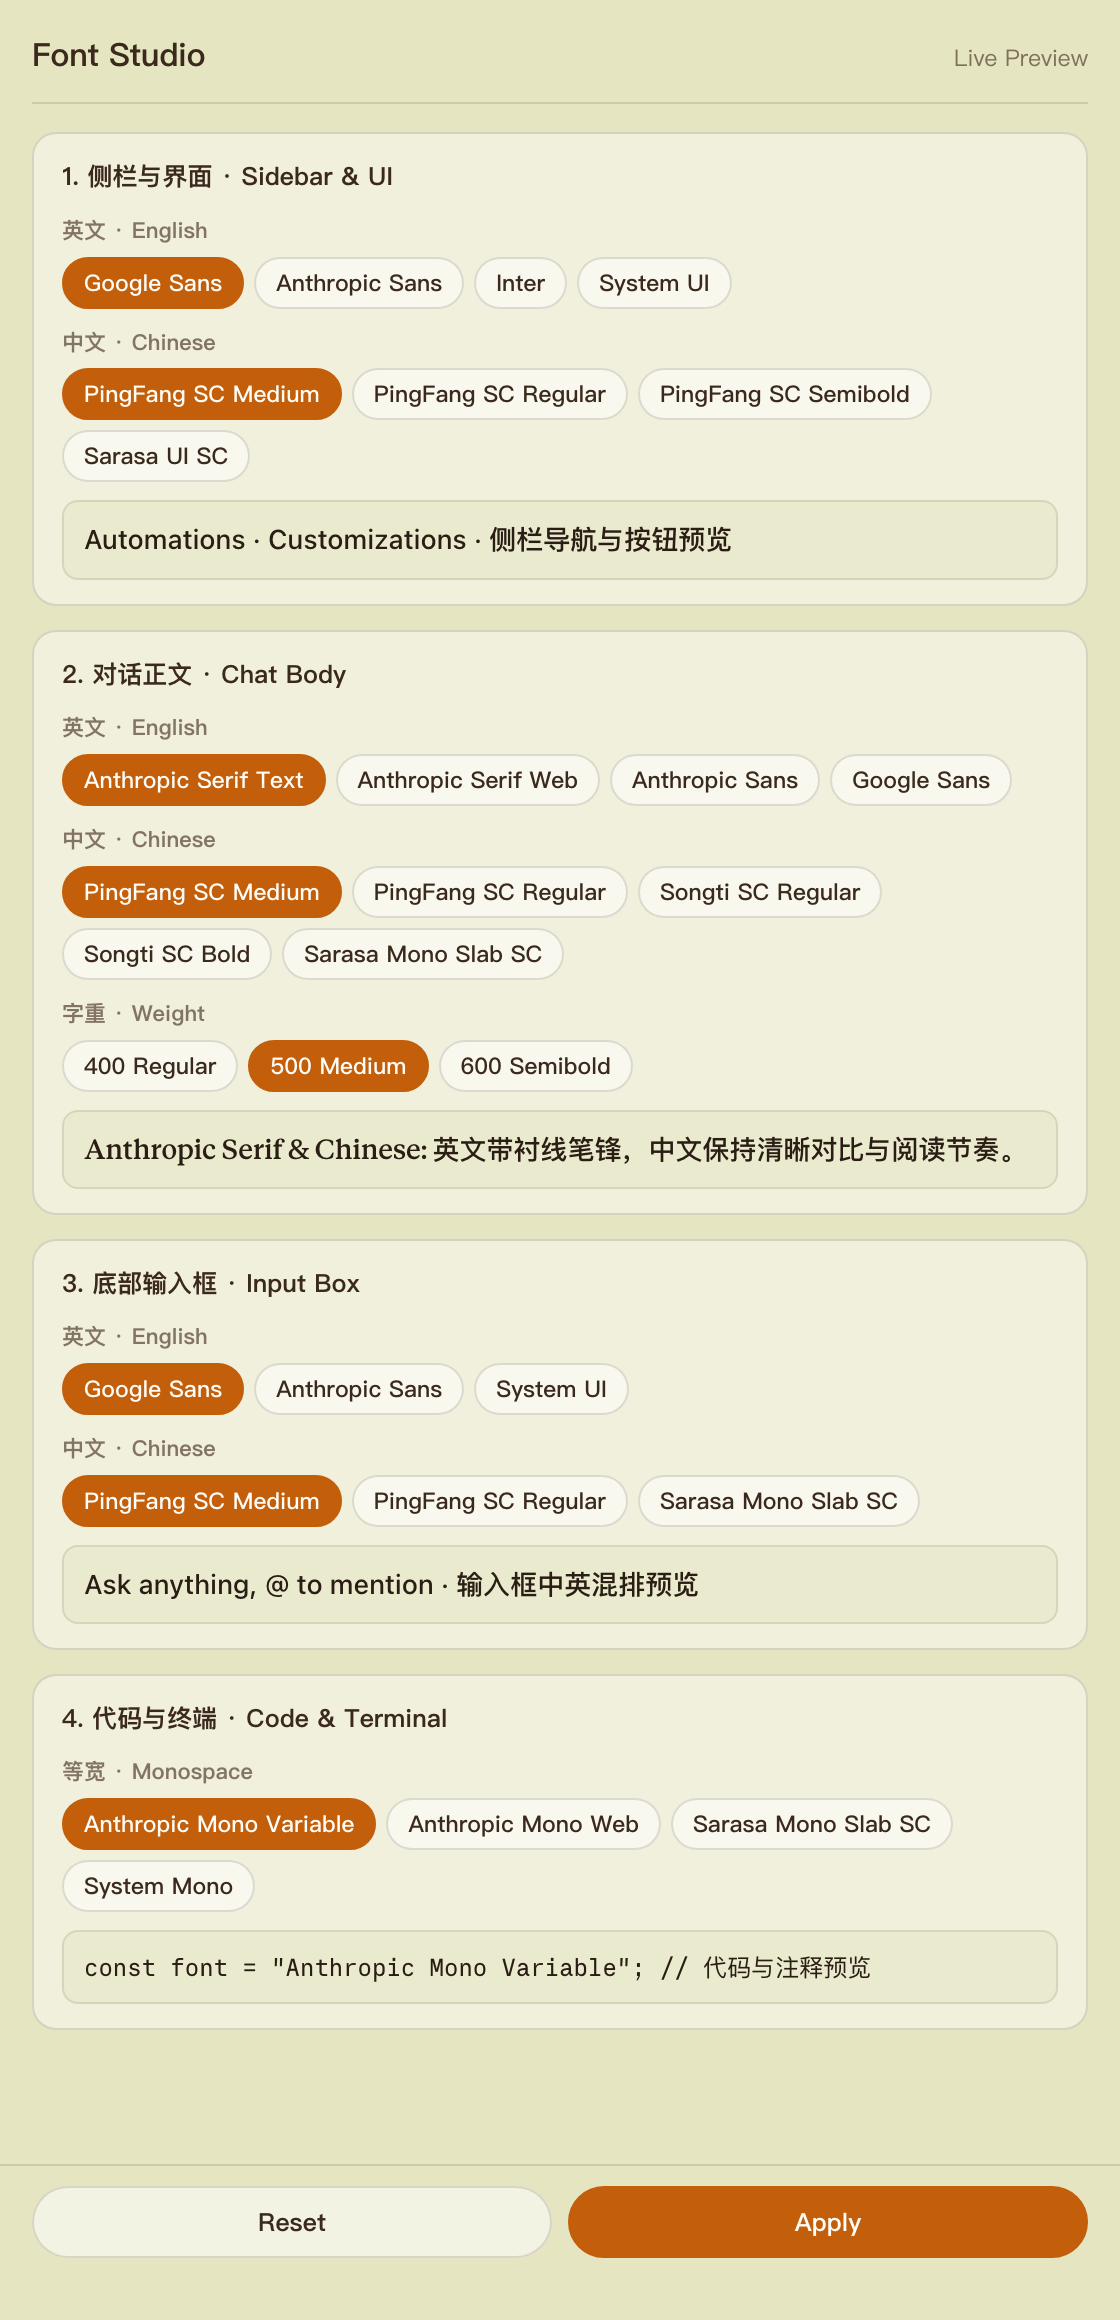 Font Studio
Live Preview
1. 侧栏与界面 · Sidebar & UI
英文 · English
Google Sans Anthropic Sans Inter System UI
中文 · Chinese
PingFang SC Medium PingFang SC Regular PingFang SC Semibold
Sarasa UI SC
Automations · Customizations · 侧栏导航与按钮预览
2. 对话正文 · Chat Body
英文 · English
Anthropic Serif Text Anthropic Serif Web Anthropic Sans Google Sans
中文 · Chinese
PingFang SC Medium PingFang SC Regular Songti SC Regular
Songti SC Bold Sarasa Mono Slab SC
字重 · Weight
400 Regular 500 Medium 600 Semibold
Anthropic Serif & Chinese: 英文带衬线笔锋，中文保持清晰对比与阅读节奏。
3. 底部输入框 · Input Box
英文 · English
Google Sans Anthropic Sans System UI
中文 · Chinese
PingFang SC Medium PingFang SC Regular Sarasa Mono Slab SC
Ask anything, @ to mention · 输入框中英混排预览
4. 代码与终端 · Code & Terminal
等宽 · Monospace
Anthropic Mono Variable Anthropic Mono Web Sarasa Mono Slab SC
System Mono
const font = "Anthropic Mono Variable"; // 代码与注释预览
Reset
Apply